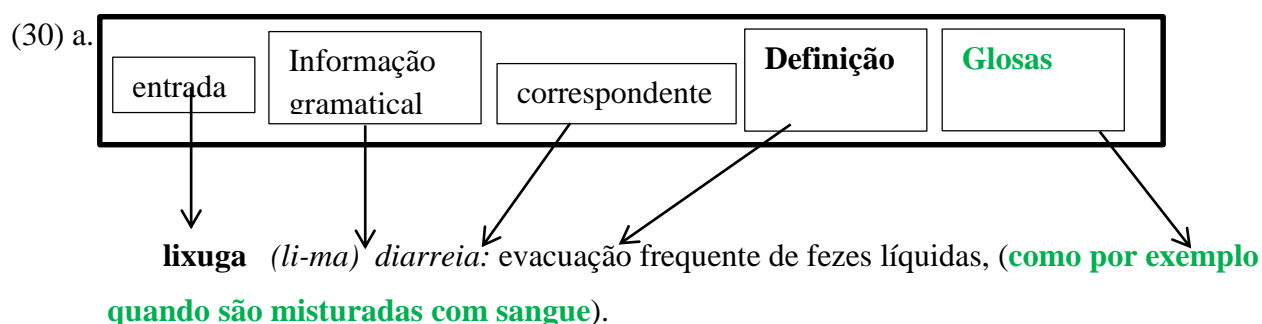 (30) a.
entrada
Informação
gramatical
correspondente
Definição
Glosas
lixuga (li-ma) diarreia: evacuação frequente de fezes líquidas, (como por exemplo
quando são misturadas com sangue).